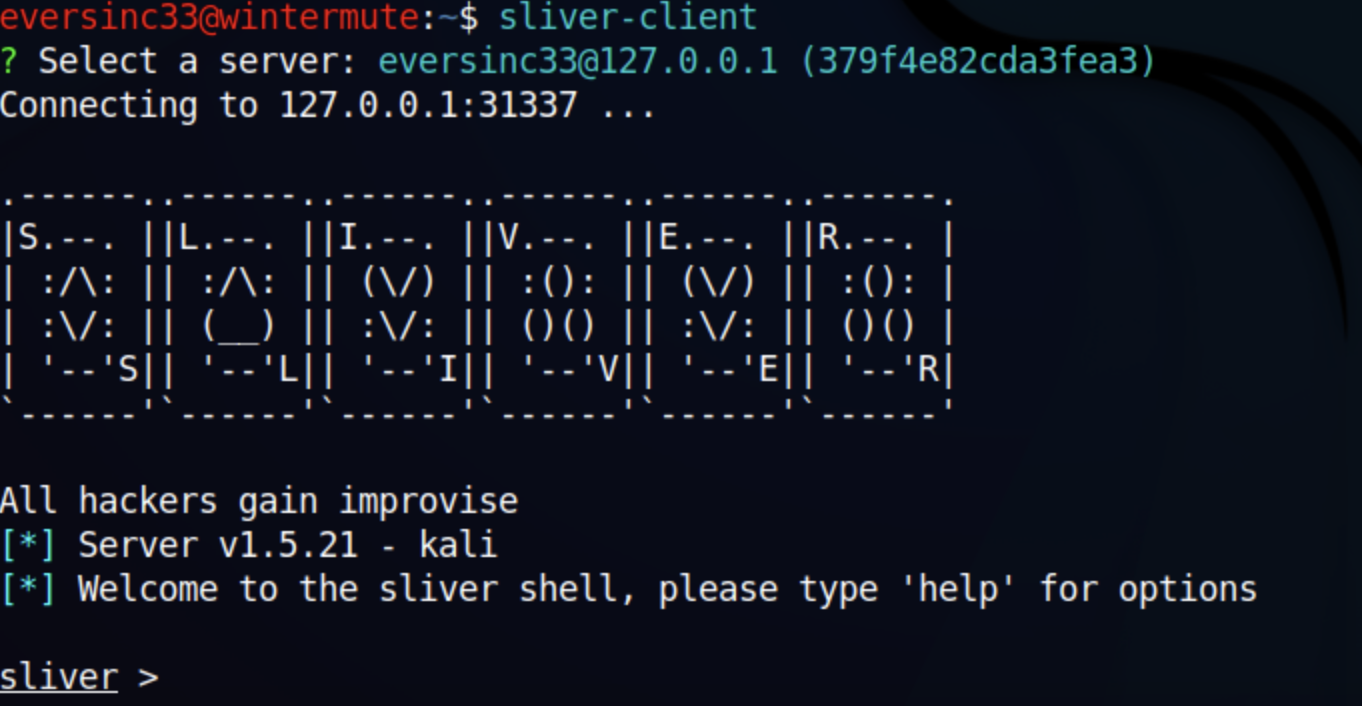 eversinc33@wintermute:~$ sliver-client
? Select a server: eversinc33@127.0.0.1 (379f4e82cda3fea3)
Connecting to 127.0.0.1:31337 ...
.------..------..------..------..------..------.
|S.--. ||L.--. ||I.--. ||V.--. ||E.--. ||R.--. |
| :/\: || :/\: || (\/) || :(): || (\/) || :(): |
| :\/: || (__) || :\/: || ()() || :\/: || ()() |
| '--'S|| '--'L|| '--'I|| '--'V|| '--'E|| '--'R|
`------'`------'`------'`------'`------'`------'
All hackers gain improvise
[*] Server v1.5.21 - kali
[*] Welcome to the sliver shell, please type 'help' for options
sliver >